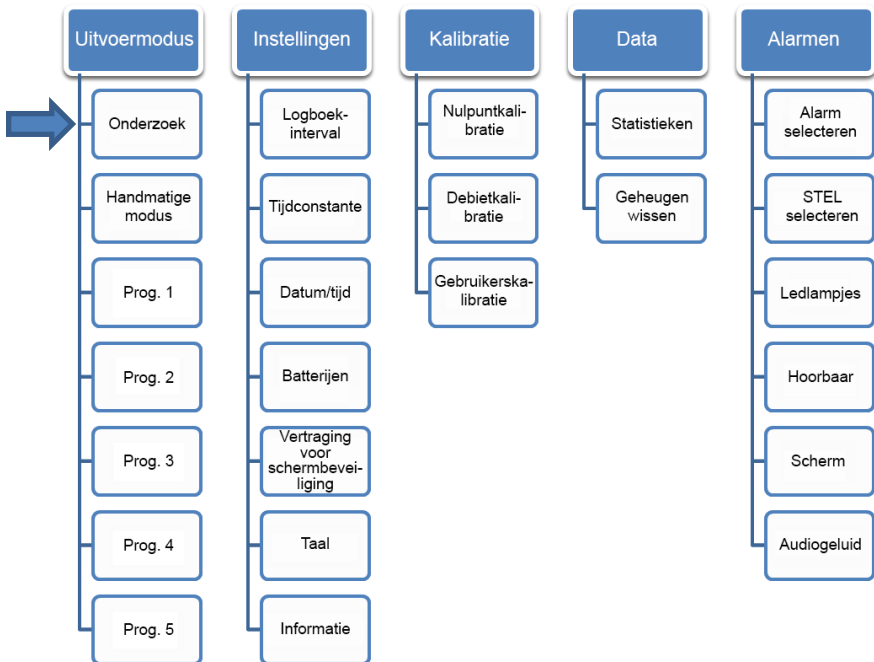 Uitvoermodus
Onderzoek
Handmatige
modus
Prog. 1
Prog. 2
Prog. 3
Prog. 4
Prog. 5
Instellingen
Logboek-
interval
Tijdconstante
Datum/tijd
Batterijen
Vertraging
voor
schermbevei-
liging
Taal
Informatie
Kalibratie
Nulpuntkali-
bratie
Debietkali-
bratie
Gebruikerska-
libratie
Data
Statistieken
Geheugen
wissen
Alarmen
Alarm
selecteren
STEL
selecteren
Ledlampjes
Hoorbaar
Scherm
Audiogeluid